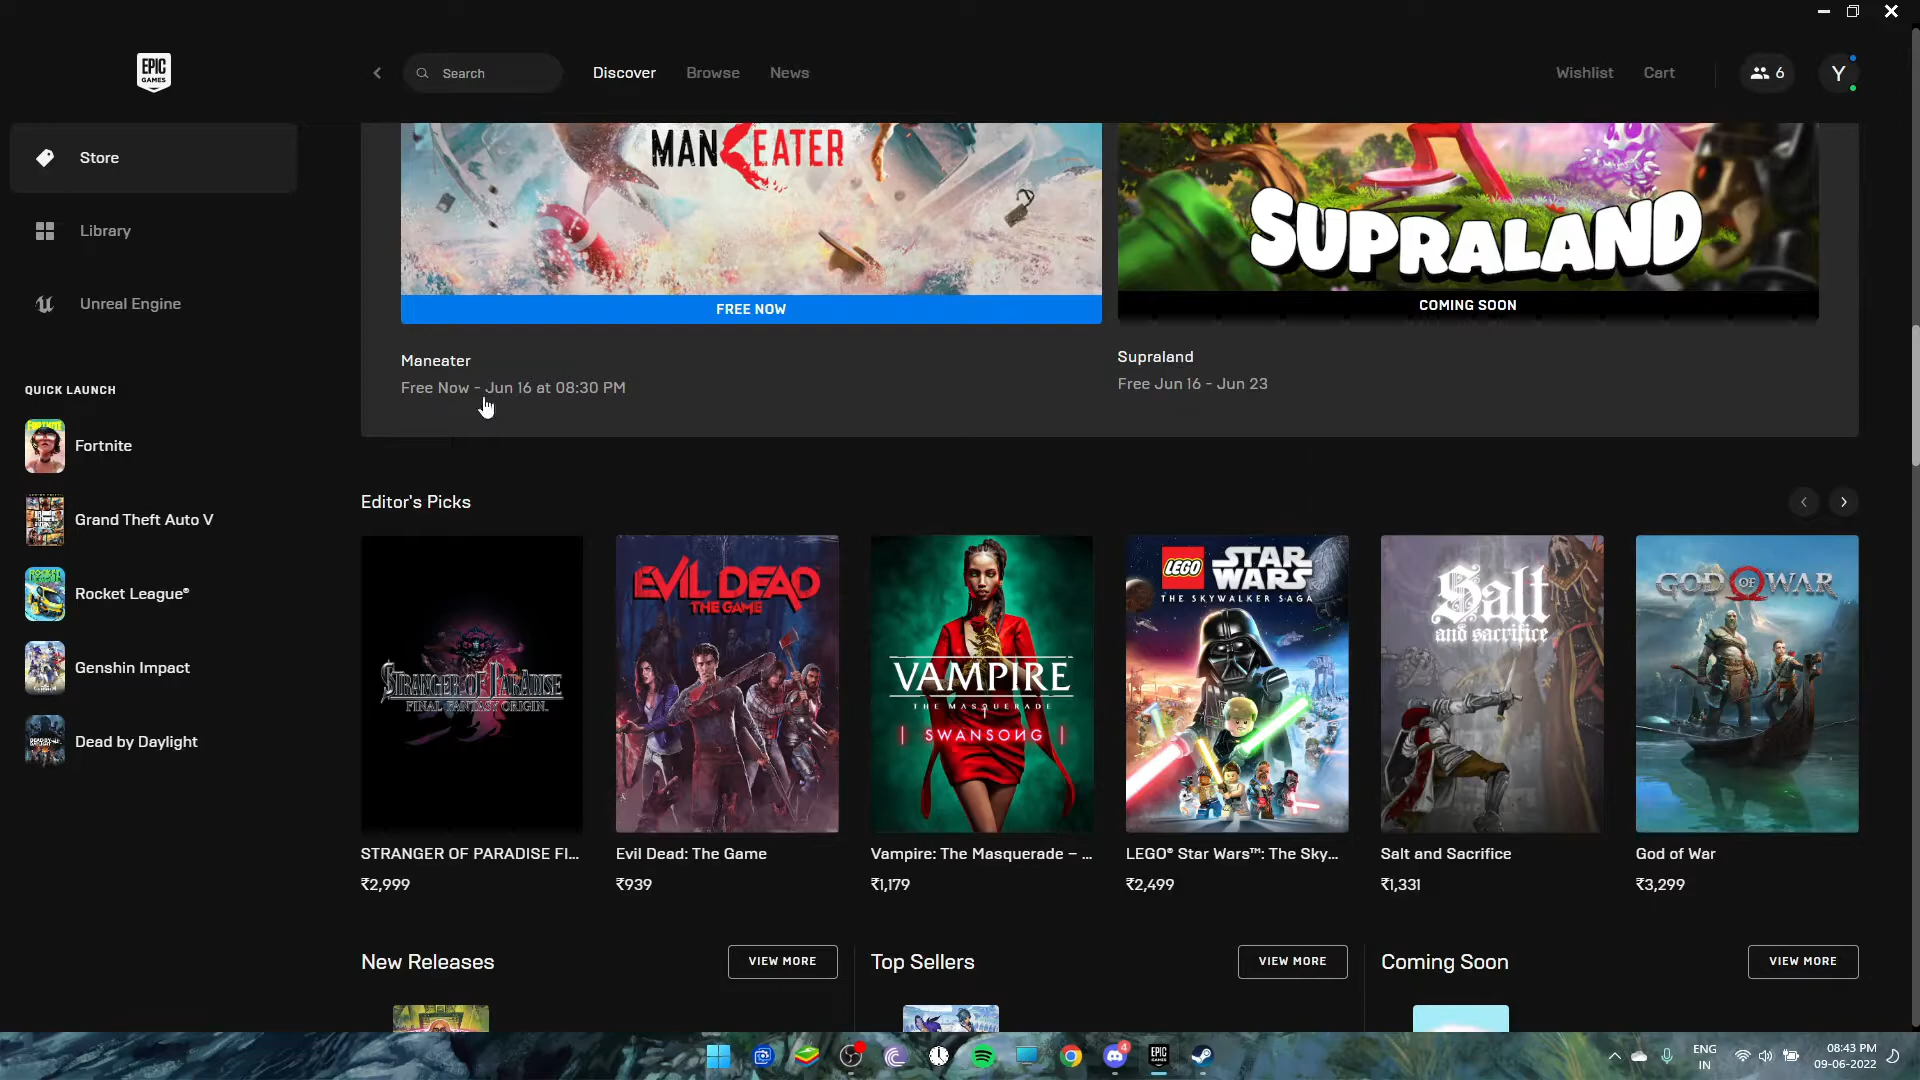 EPIC
GAMES
Search
Discover
Browse
News
Wishlist
Cart
6
Y
Store
Library
Unreal Engine
QUICK LAUNCH
Fortnite
Grand Theft Auto V
Rocket League®
Genshin Impact
Dead by Daylight
MANEATER
FREE NOW
Maneater
Free Now - Jun 16 at 08:30 PM
SUPRALAND
COMING SOON
Supraland
Free Jun 16 - Jun 23
Editor's Picks
STRANGER OF PARADISE
FINAL FANTASY ORIGIN
STRANGER OF PARADISE FI...
₹2,999
EVIL DEAD
THE GAME
Evil Dead: The Game
₹939
VAMPIRE
THE MASQUERADE
SWANSONG
Vampire: The Masquerade – ...
₹1,179
LEGO STAR WARS
THE SKYWALKER SAGA
LEGO® Star Wars™: The Sky...
₹2,499
Salt
and sacrifice
Salt and Sacrifice
₹1,331
GOD OF WAR
God of War
₹3,299
New Releases
VIEW MORE
Top Sellers
VIEW MORE
Coming Soon
VIEW MORE
4
EPIC
GAMES
ENG
IN
08:43 PM
09-06-2022